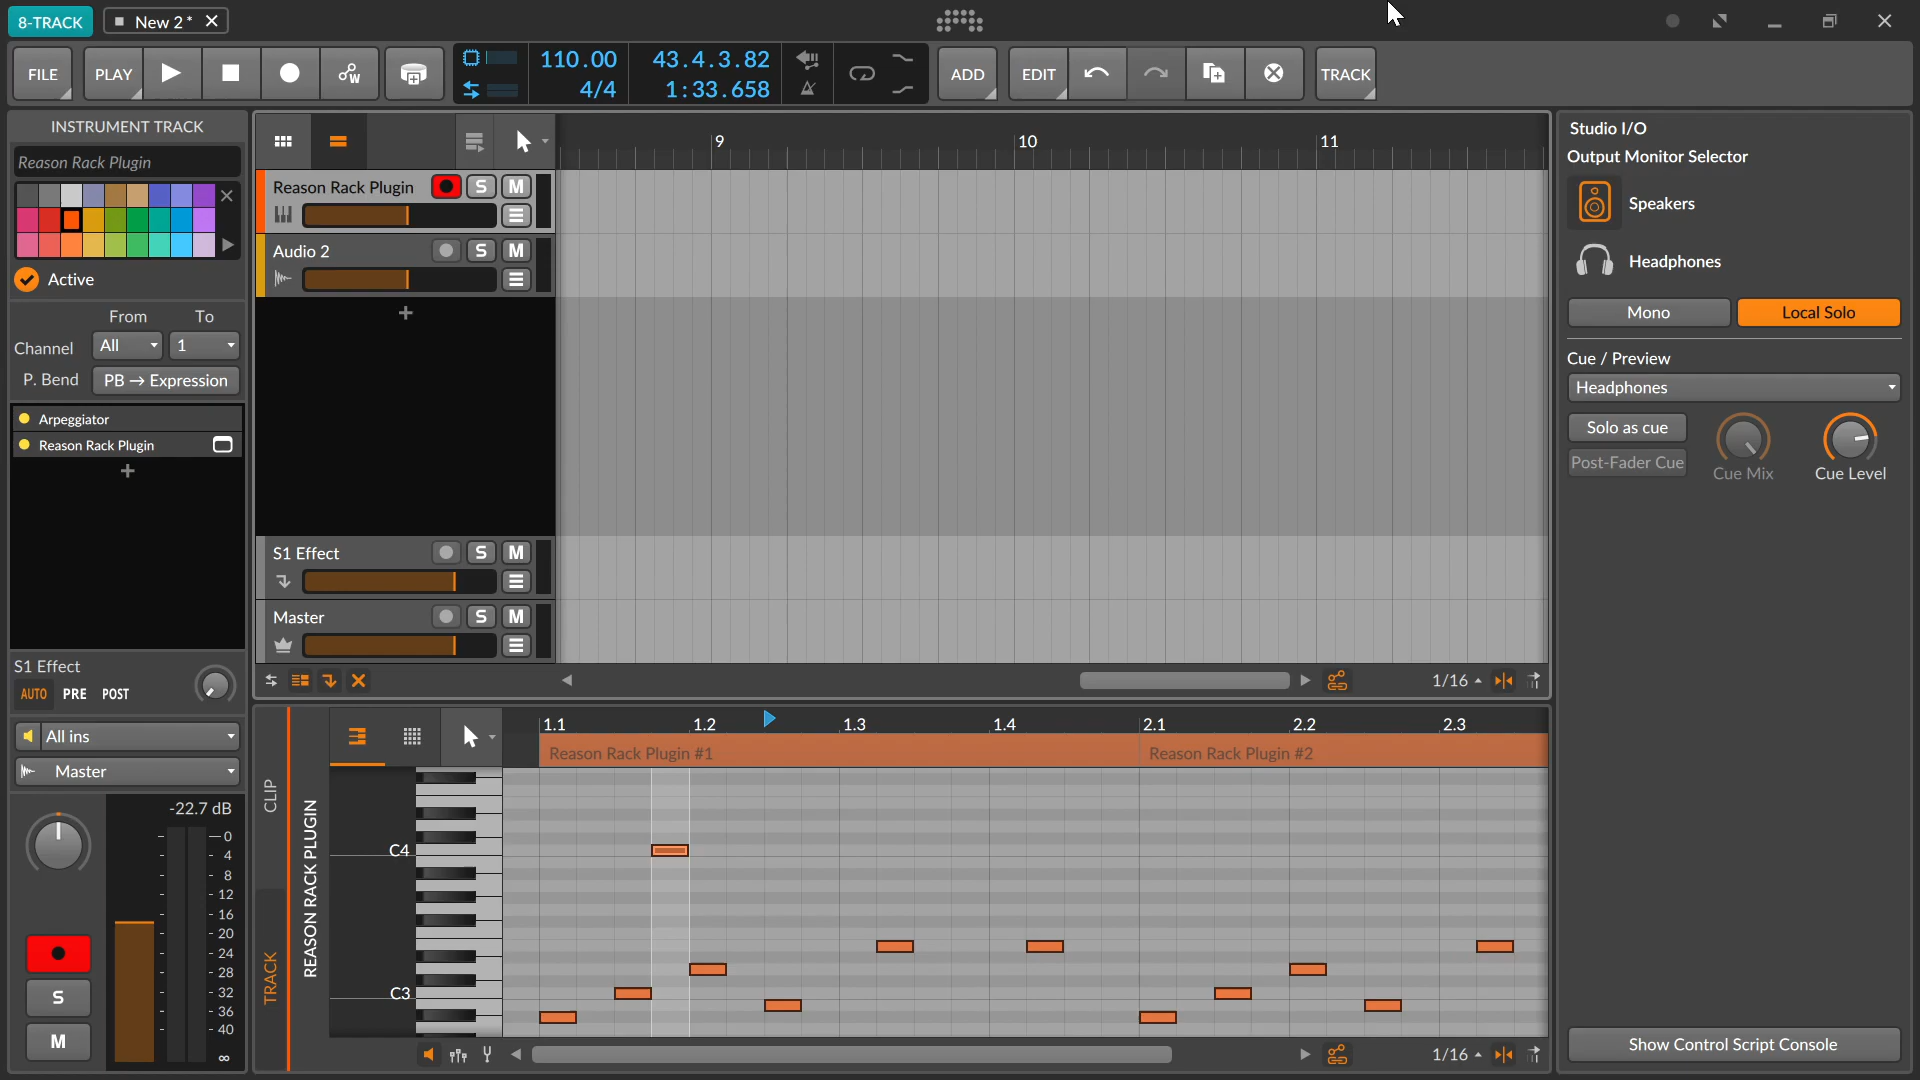 8-TRACK
New 2 *
FILE
PLAY
W
110.00
4/4
43.4.3.82
1:33.658
ADD
EDIT
TRACK
INSTRUMENT TRACK
Reason Rack Plugin
Active
From To
Channel All 1
P. Bend PB → Expression
Arpeggiator
Reason Rack Plugin
+
S1 Effect
AUTO PRE POST
All ins
Master
-22.7 dB
0
4
8
12
16
20
24
28
32
36
40
∞
S
M
9 10 11
Reason Rack Plugin S M
Audio 2 S M
+
S1 Effect S M
Master S M
1/16
CLIP
TRACK
REASON RACK PLUGIN
1.1 1.2 1.3 1.4 2.1 2.2 2.3
Reason Rack Plugin #1 Reason Rack Plugin #2
C4
C3
1/16
Studio I/O
Output Monitor Selector
Speakers
Headphones
Mono Local Solo
Cue / Preview
Headphones
Solo as cue
Post-Fader Cue
Cue Mix Cue Level
Show Control Script Console